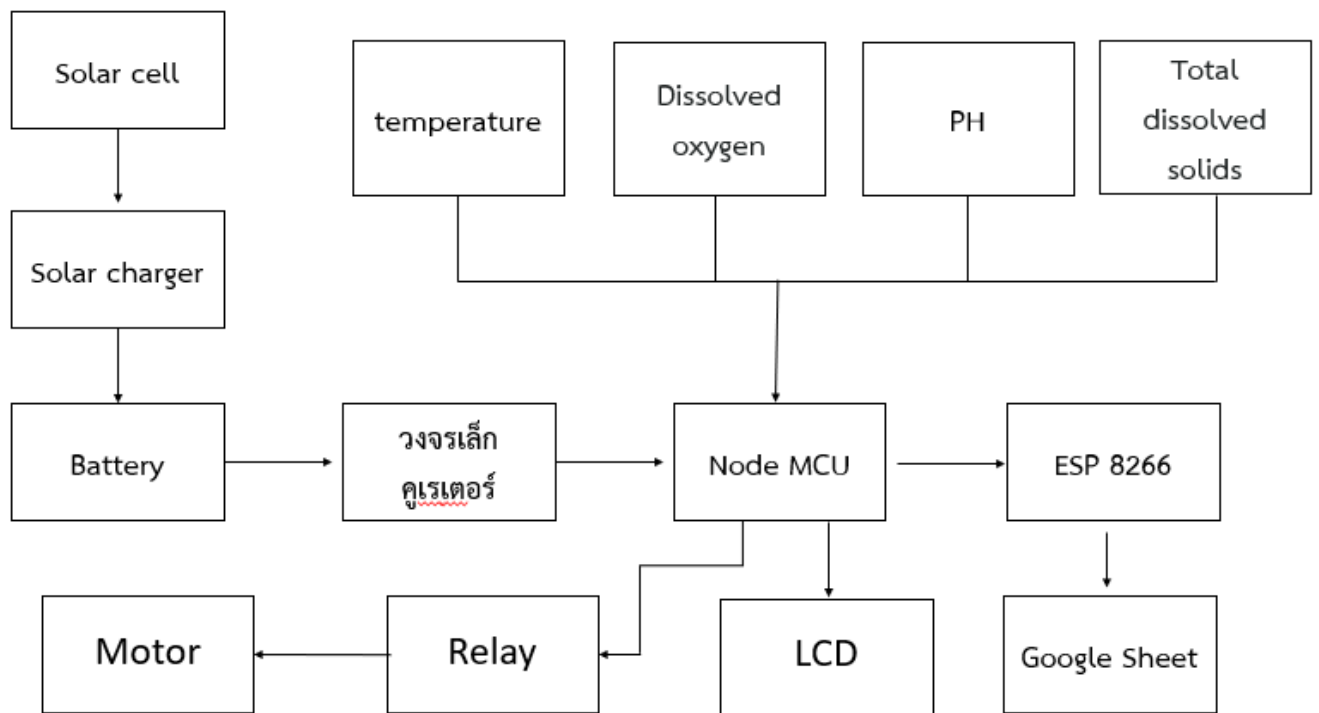 Solar cell
temperature
Dissolved
oxygen
PH
Total
dissolved
solids
Solar charger
Battery
วงจรเล็ก
คูเรเตอร์
Node MCU
ESP 8266
Motor
Relay
LCD
Google Sheet